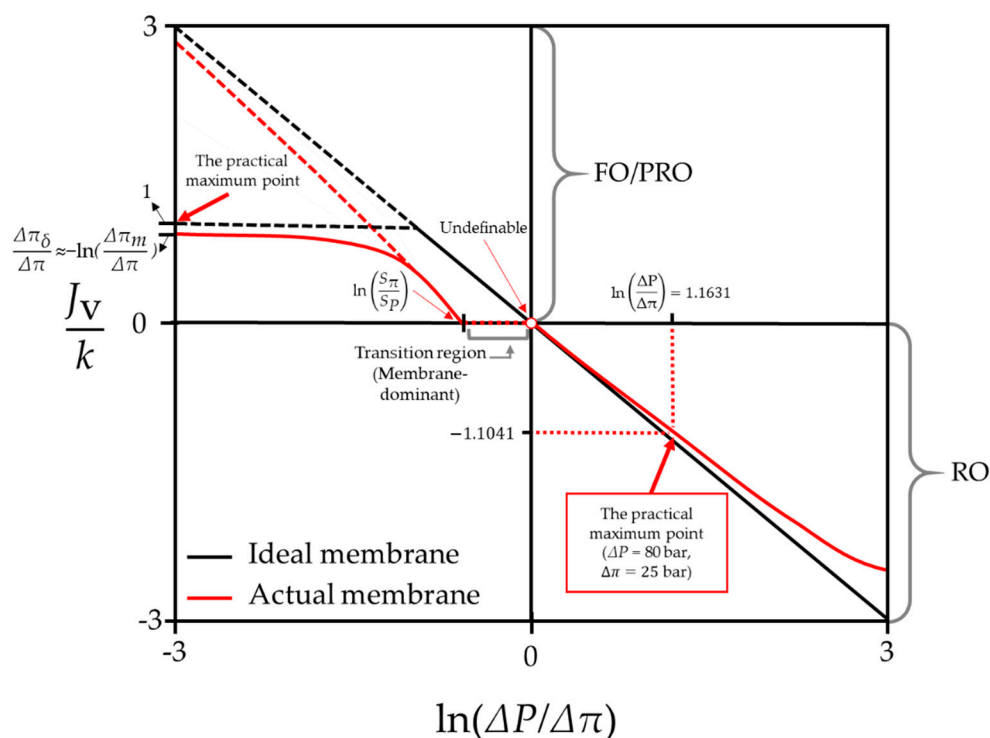 3
The practical
maximum point
1
FO/PRO
Undefinable
Δπδ/Δπ ≈-ln(Δπm/Δπ)
ln(Sπ/SP)
ln(ΔP/Δπ) = 1.1631
Jv/k
0
Transition region
(Membrane-
dominant)
−1.1041
RO
The practical
maximum point
(ΔP = 80 bar,
Δπ = 25 bar)
Ideal membrane
Actual membrane
-3
-3
0
3
ln(ΔP/Δπ)